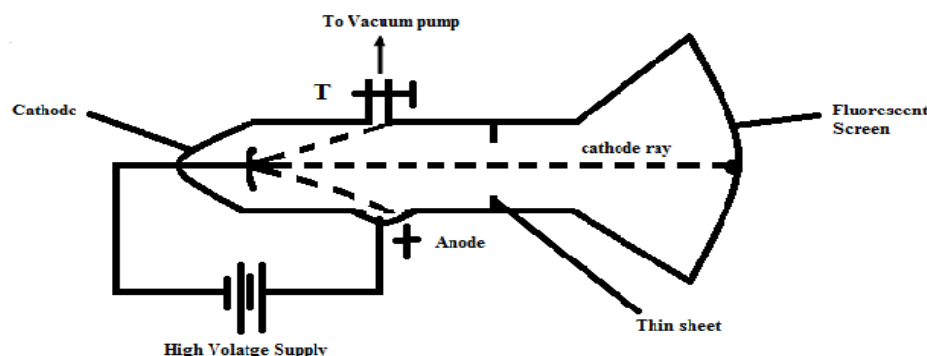 To Vacuum pump
T
Cathode
Fluorescent
Screen
cathode ray
+ Anode
Thin sheet
High Volatge Supply